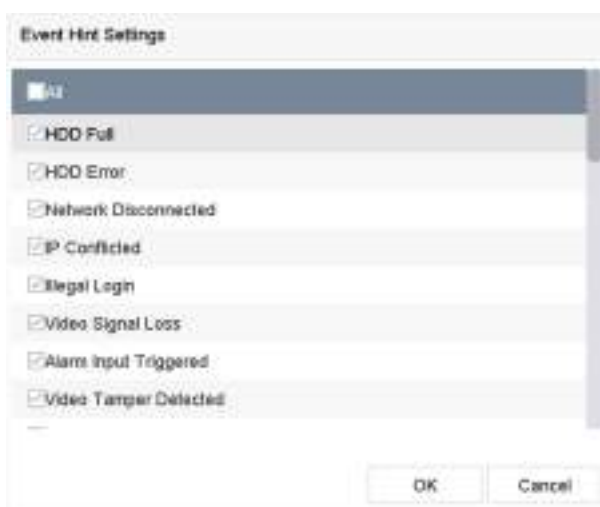 Event Hint Settings
All
HDD Full
HDD Error
Network Disconnected
IP Conflicted
Illegal Login
Video Signal Loss
Alarm Input Triggered
Video Tamper Detected
OK
Cancel